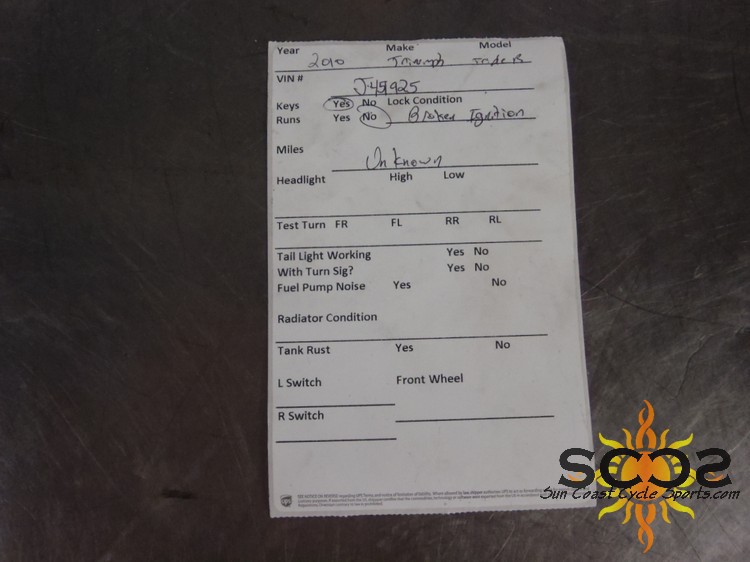 Year Make Model
2010 Triumph
VIN # J459925
Keys Yes No Lock Condition
Runs Yes No Broken Ignition
Miles Unknown
Headlight High Low
Test Turn FR FL RR RL
Tail Light Working Yes No
With Turn Sig? Yes No
Fuel Pump Noise Yes No
Radiator Condition
Tank Rust Yes No
L Switch Front Wheel
R Switch
SCCS
Sun Coast Cycle Sports.com